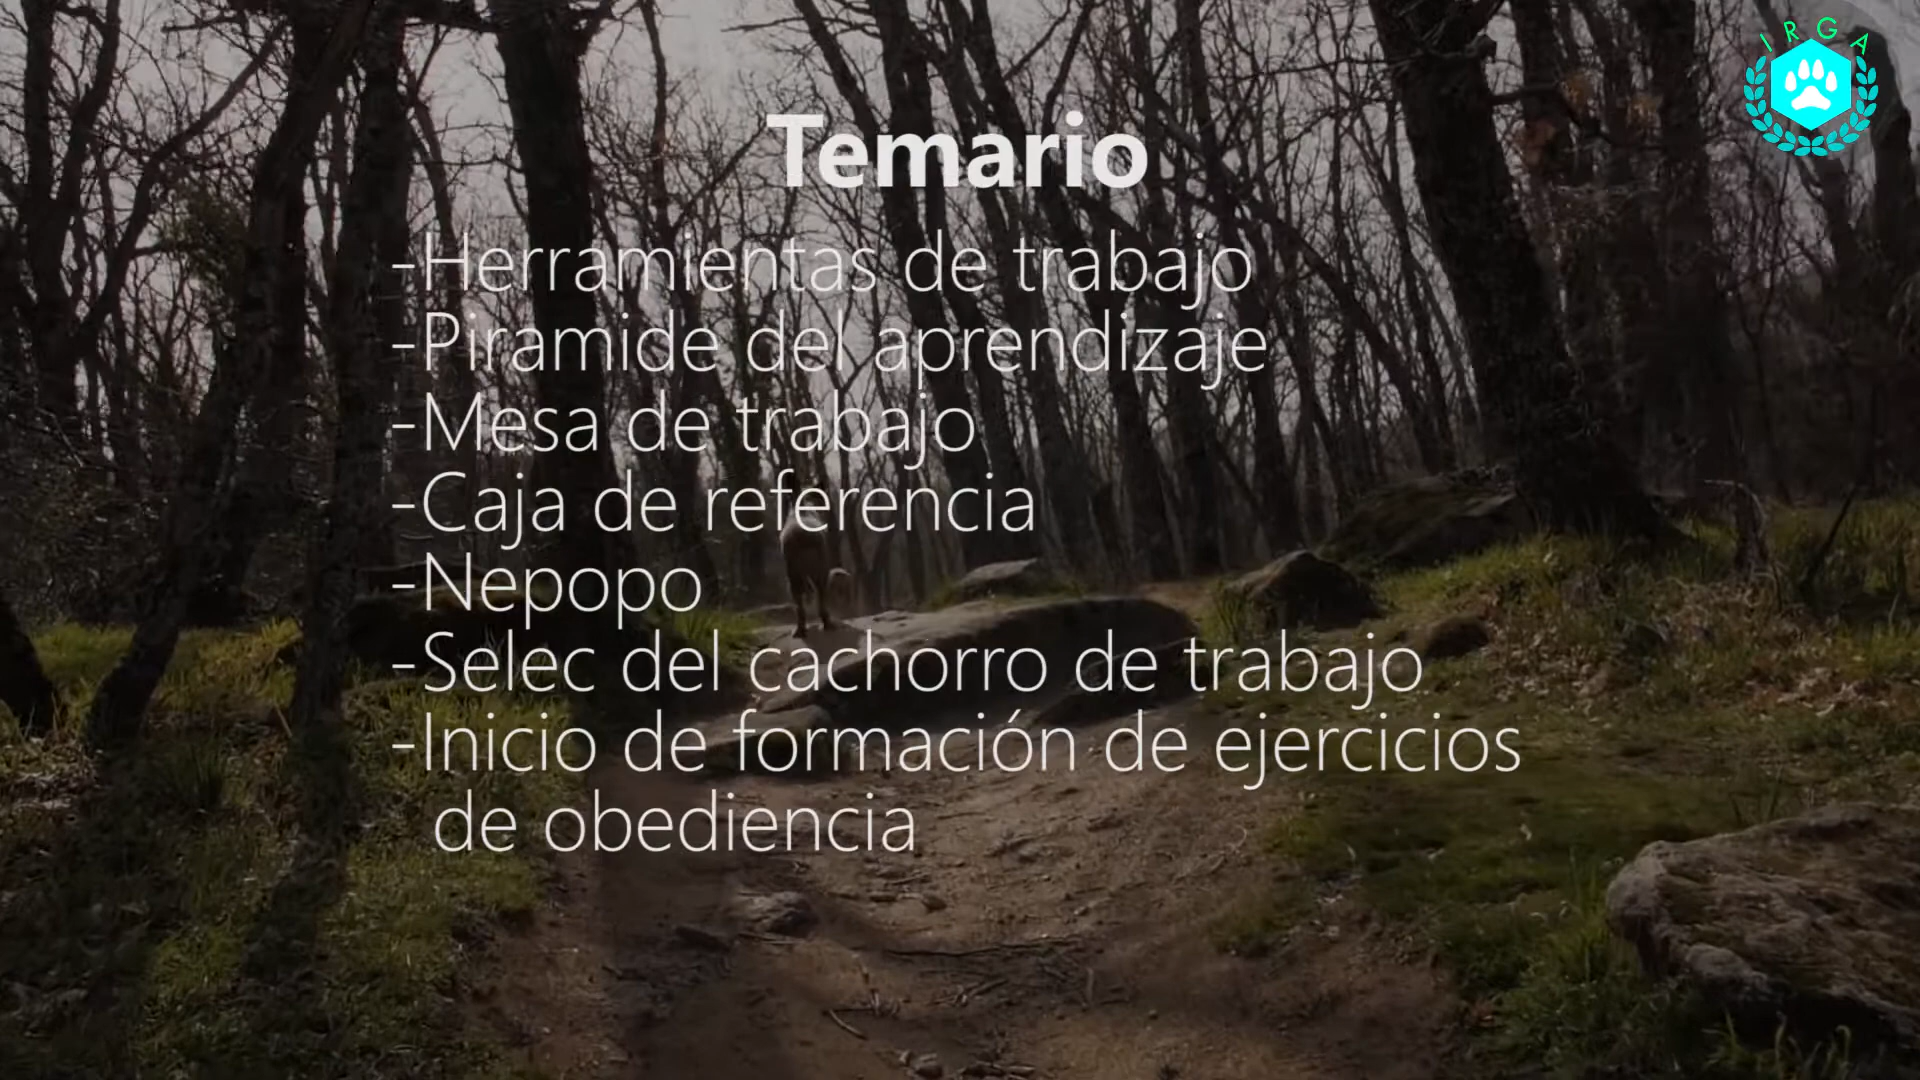 IRGA
Temario
-Herramientas de trabajo
-Piramide del aprendizaje
-Mesa de trabajo
-Caja de referencia
-Nepopo
-Selec del cachorro de trabajo
-Inicio de formación de ejercicios
de obediencia